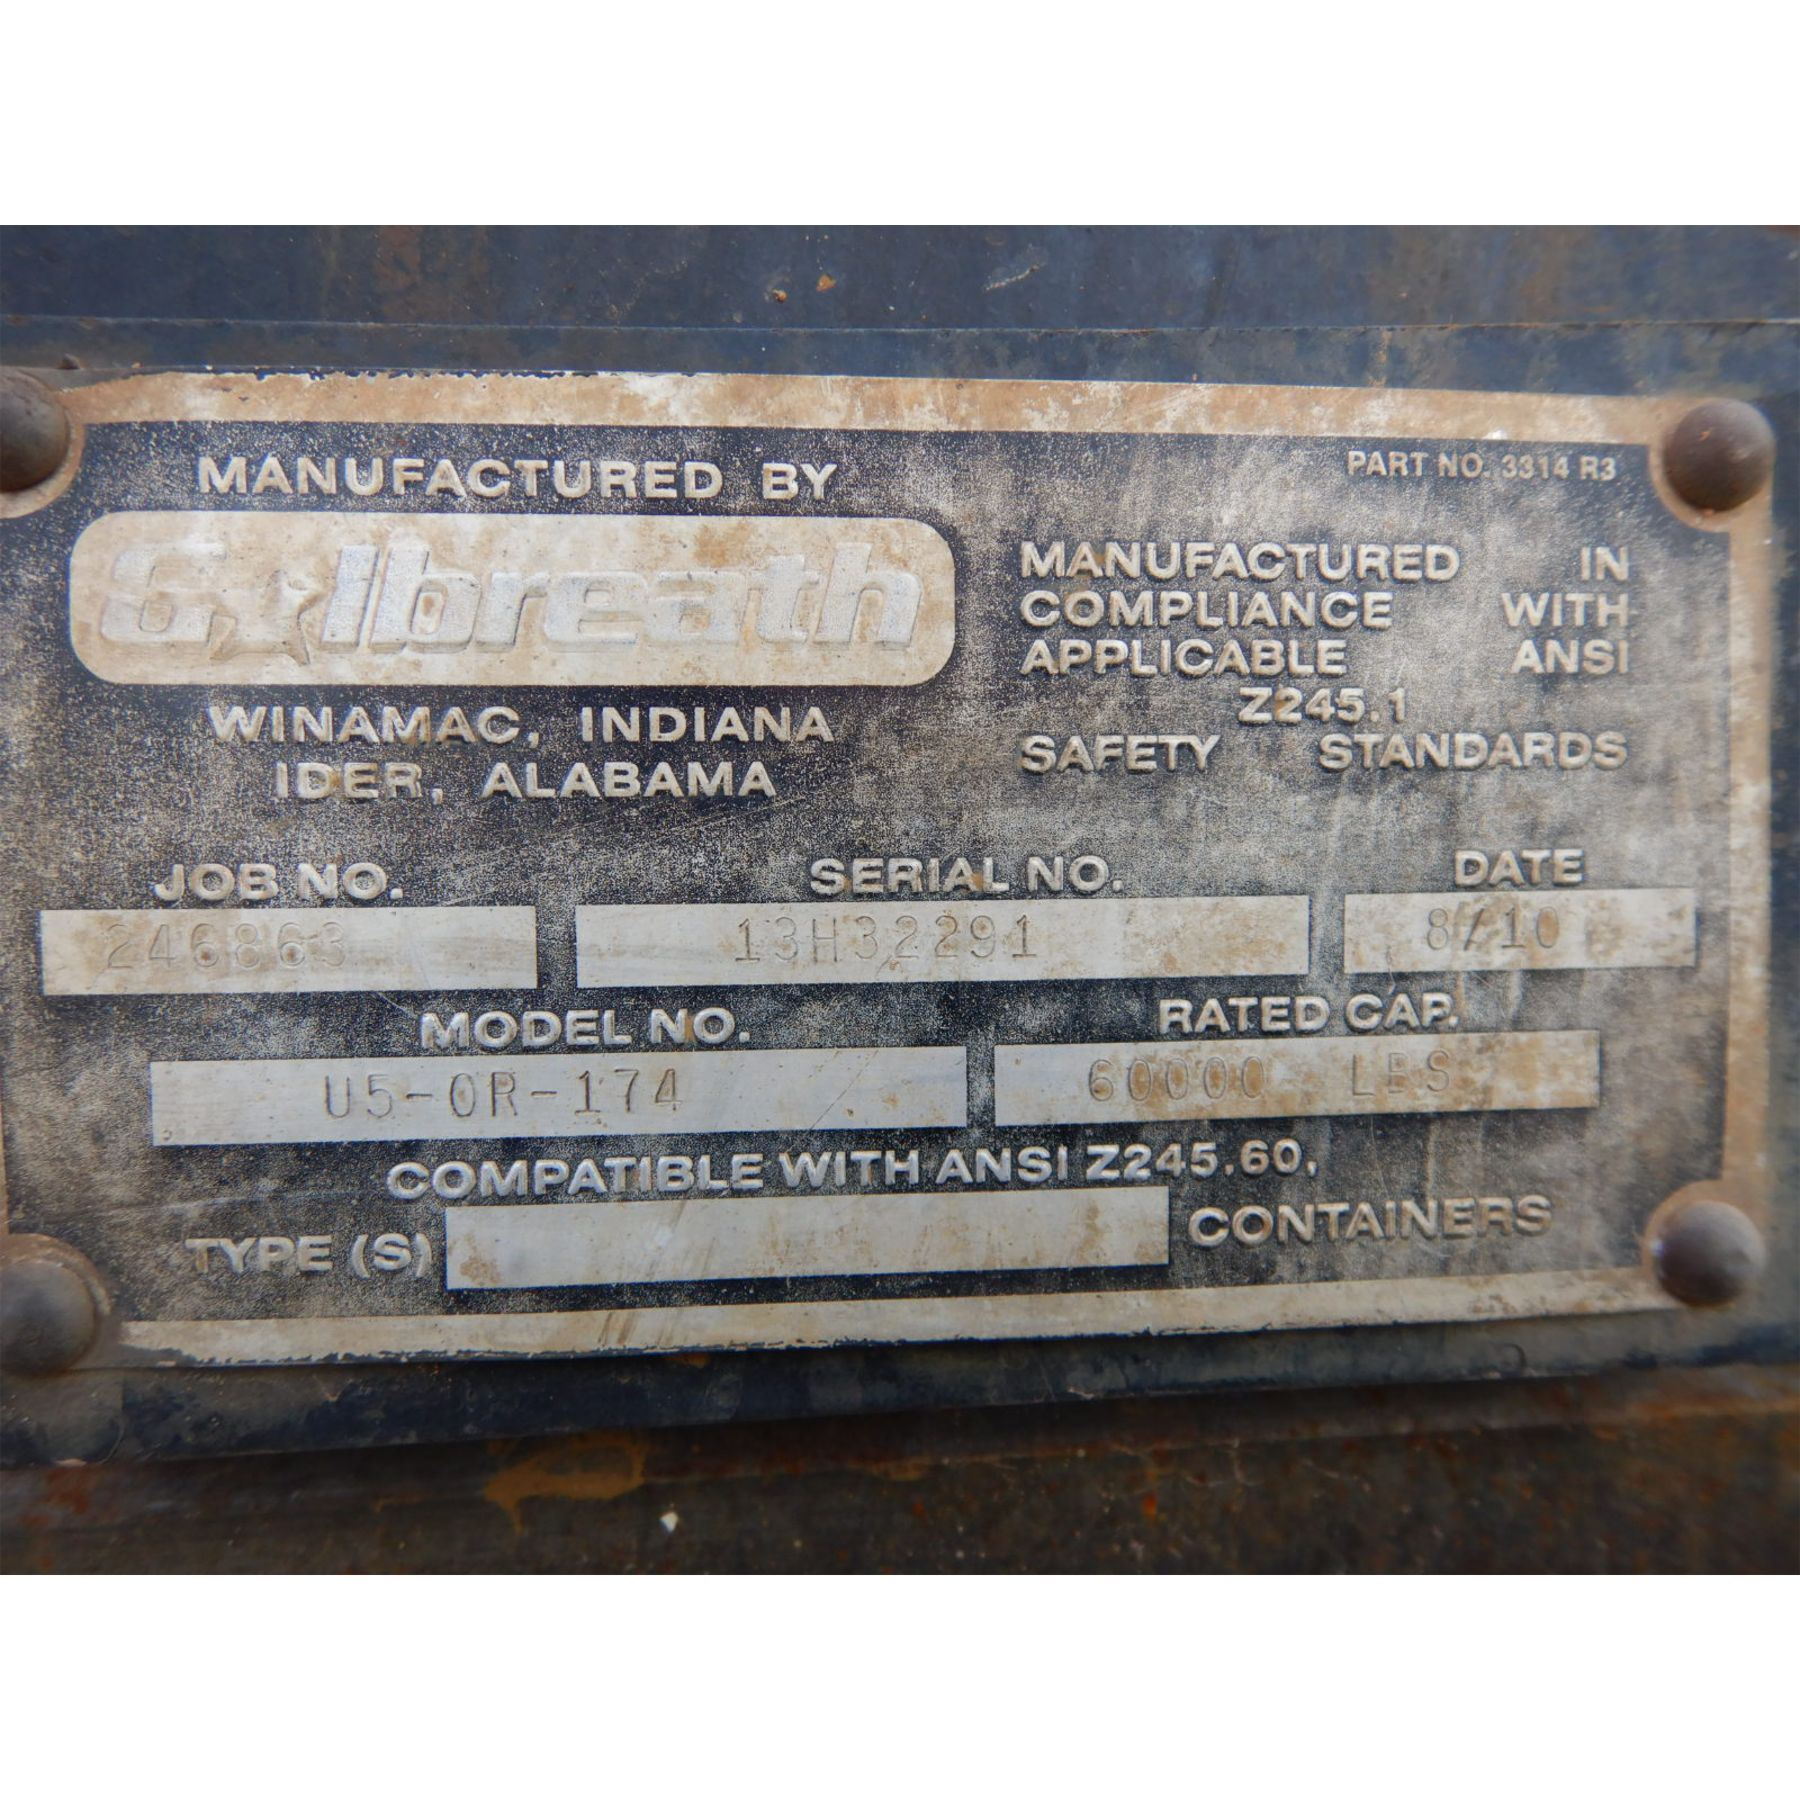 MANUFACTURED BY
Galbreath
WINAMAC, INDIANA
IDER, ALABAMA
PART NO. 3314 R3
MANUFACTURED IN
COMPLIANCE WITH
APPLICABLE ANSI
Z245.1
SAFETY STANDARDS
JOB NO. SERIAL NO. DATE
246863 13H32291 8/10
MODEL NO. RATED CAP.
U5-OR-174 60000 LBS
COMPATIBLE WITH ANSI Z245.60,
TYPE (S) CONTAINERS